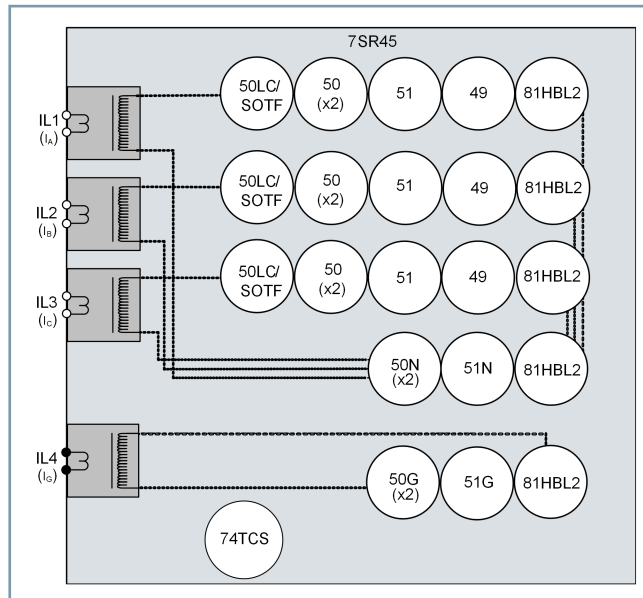 7SR45
IL1
(IA)
50LC/
SOTF
50
(x2)
51
49
81HBL2
IL2
(IB)
50LC/
SOTF
50
(x2)
51
49
81HBL2
IL3
(IC)
50LC/
SOTF
50
(x2)
51
49
81HBL2
50N
(x2)
51N
81HBL2
IL4
(IG)
50G
(x2)
51G
81HBL2
74TCS